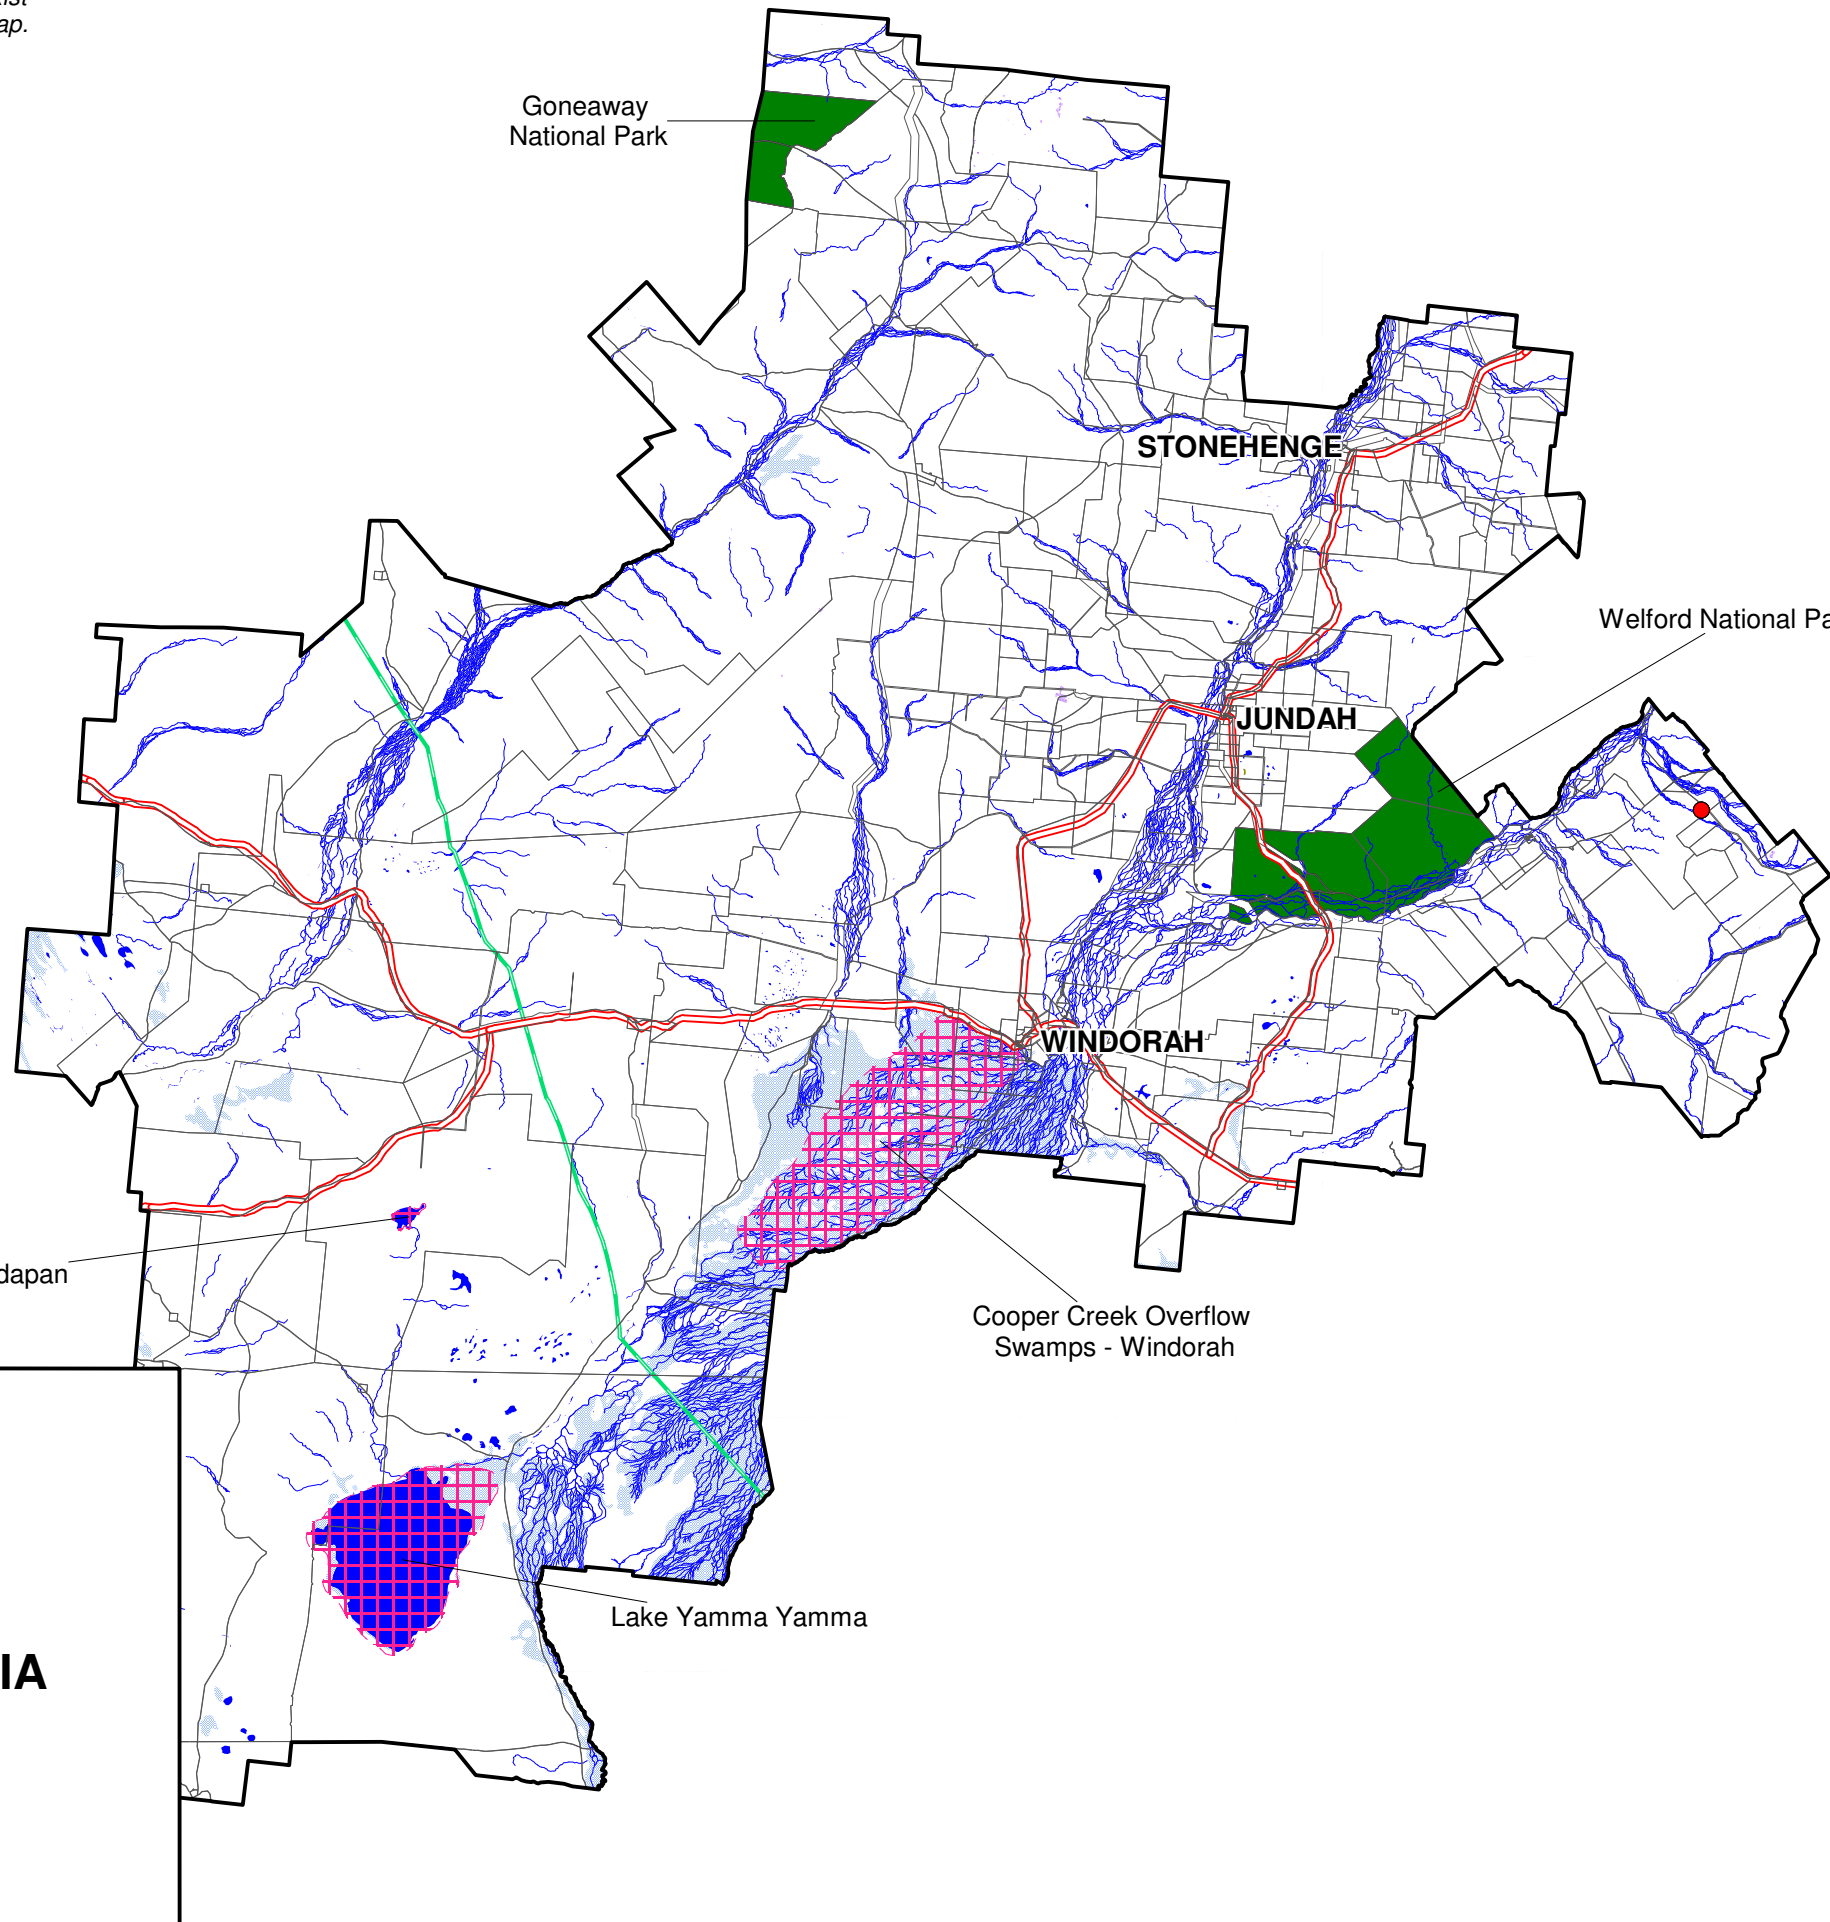 ap.
Goneaway
National Park
STONEHENGE
Welford National Pa
JUNDAH
WINDORAH
dapan
Cooper Creek Overflow
Swamps - Windorah
Lake Yamma Yamma
IA